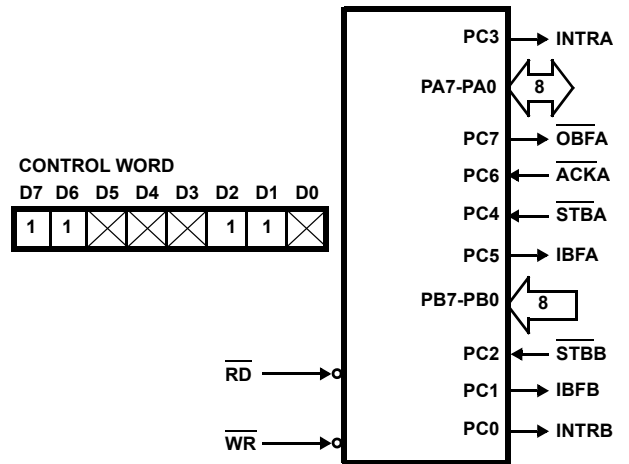 CONTROL WORD
D7 D6 D5 D4 D3 D2 D1 D0
1 1 1 1
RD
WR
PC3 INTRA
PA7-PA0 8
PC7 OBFA
PC6 ACKA
PC4 STBA
PC5 IBFA
PB7-PB0 8
PC2 STBB
PC1 IBFB
PC0 INTRB